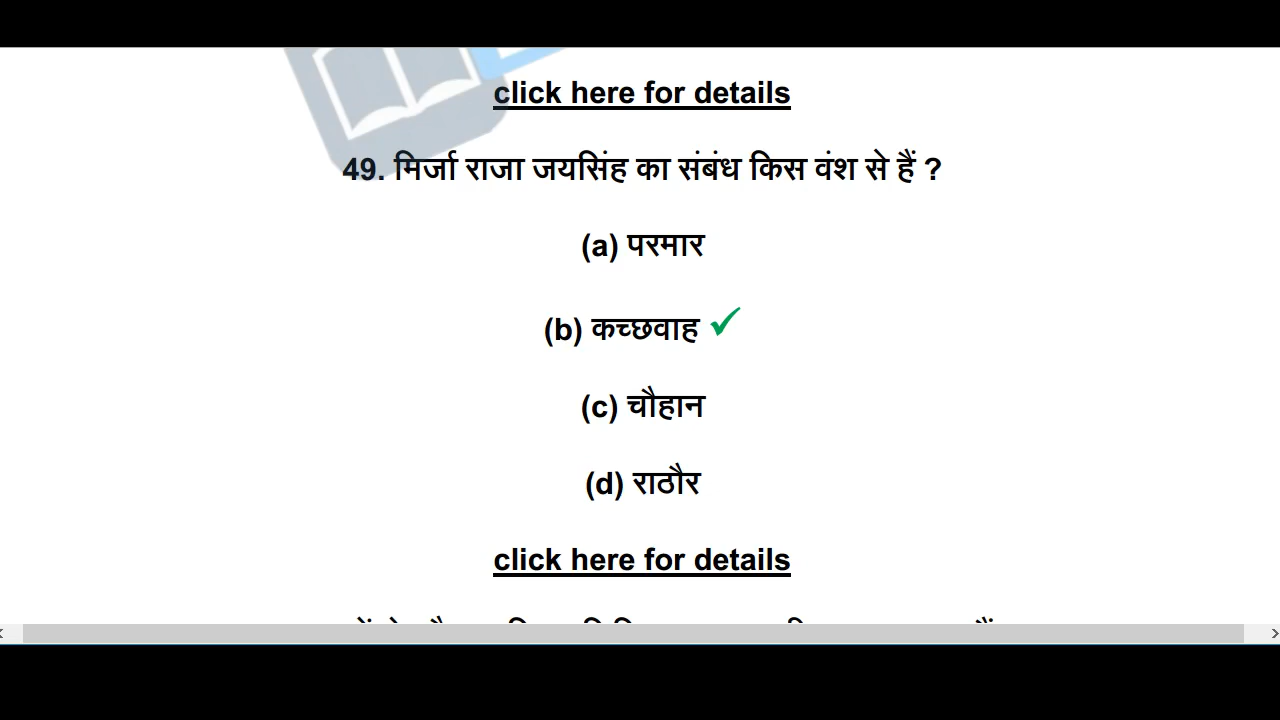 click here for details
49. मिर्जा राजा जयसिंह का संबंध किस वंश से हैं ?
(a) परमार
(b) कच्छवाह ✓
(c) चौहान
(d) राठौर
click here for details